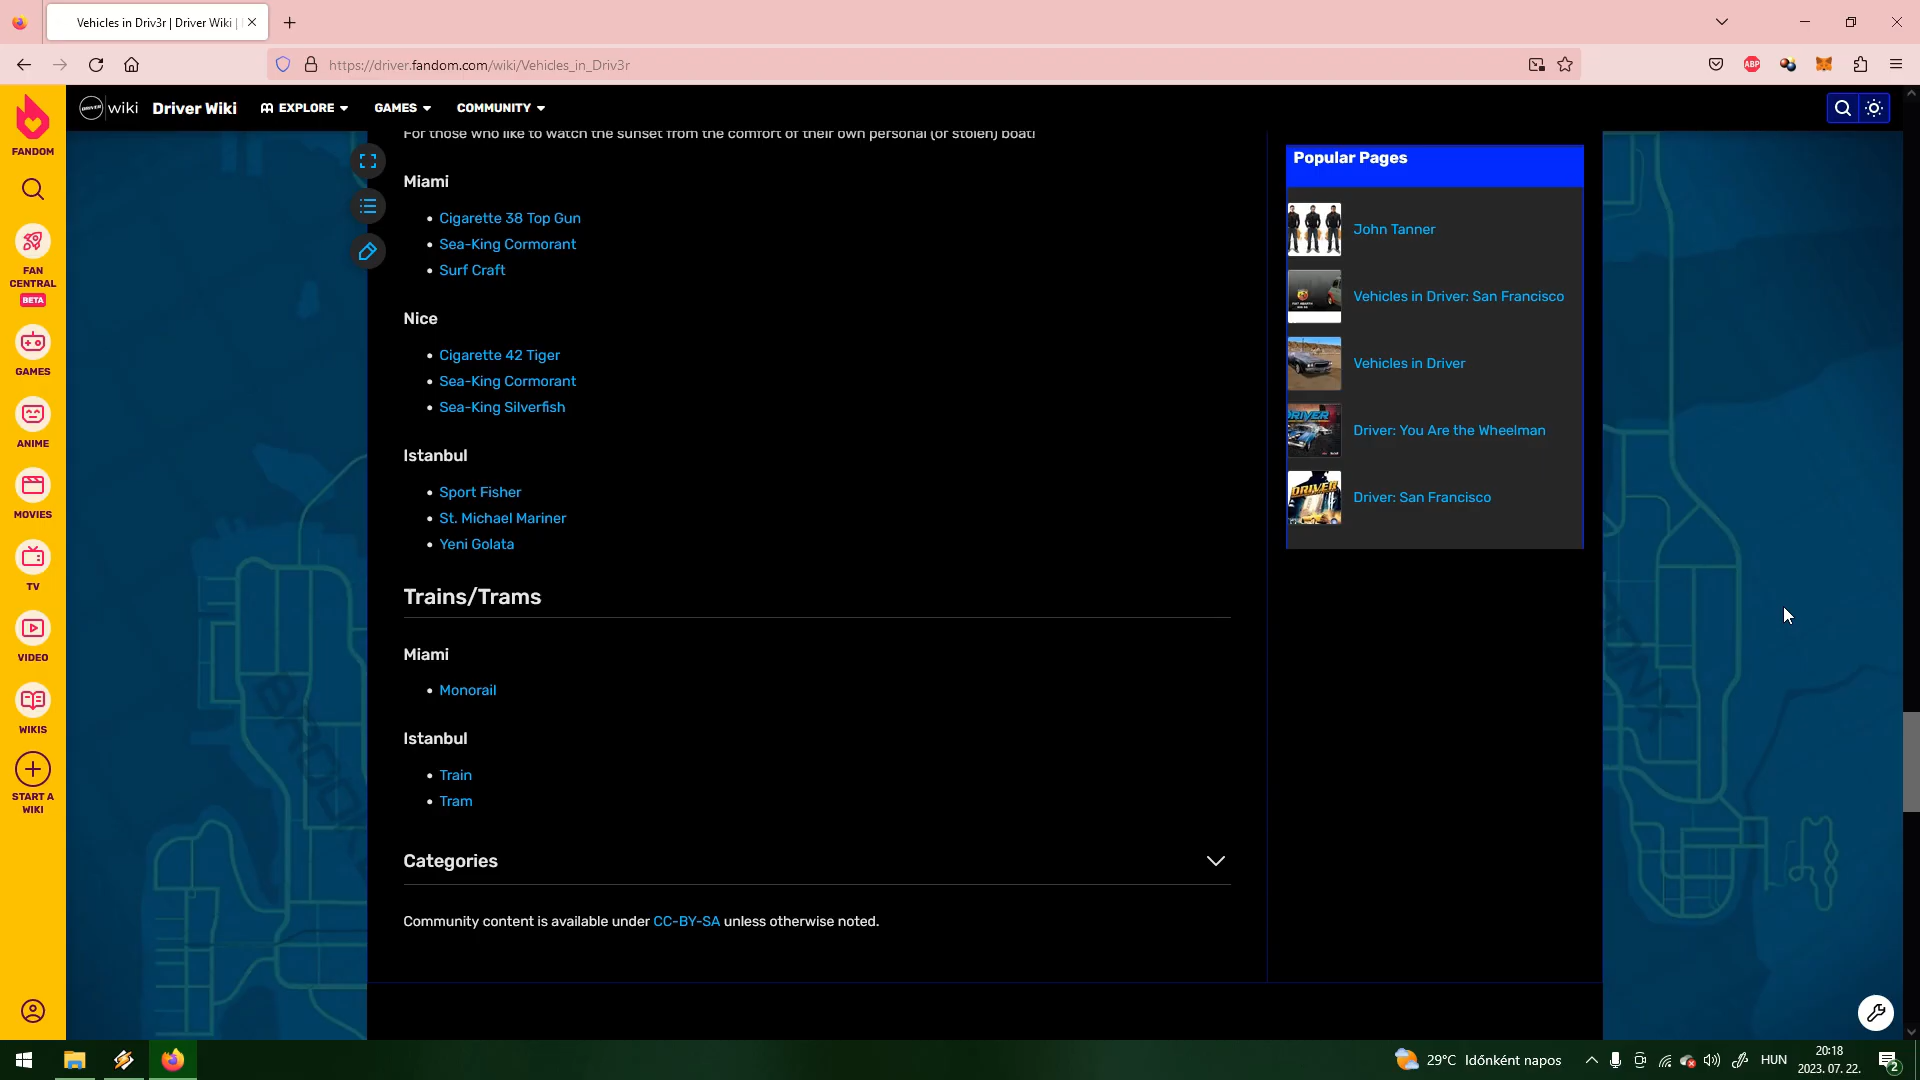 Vehicles in Driv3r | Driver Wiki |
https://driver.fandom.com/wiki/Vehicles_in_Driv3r
ABP
FANDOM
FAN CENTRAL
BETA
GAMES
ANIME
MOVIES
TV
VIDEO
WIKIS
START A WIKI
DRIVER wiki
Driver Wiki
EXPLORE
GAMES
COMMUNITY
For those who like to watch the sunset from the comfort of their own personal (or stolen) boat!
Miami
Cigarette 38 Top Gun
Sea-King Cormorant
Surf Craft
Nice
Cigarette 42 Tiger
Sea-King Cormorant
Sea-King Silverfish
Istanbul
Sport Fisher
St. Michael Mariner
Yeni Golata
Trains/Trams
Miami
Monorail
Istanbul
Train
Tram
Categories
Community content is available under CC-BY-SA unless otherwise noted.
Popular Pages
John Tanner
Vehicles in Driver: San Francisco
Vehicles in Driver
DRIVER
Driver: You Are the Wheelman
DRIVER
Driver: San Francisco
29°C Időnként napos
HUN
20:18
2023. 07. 22.
2